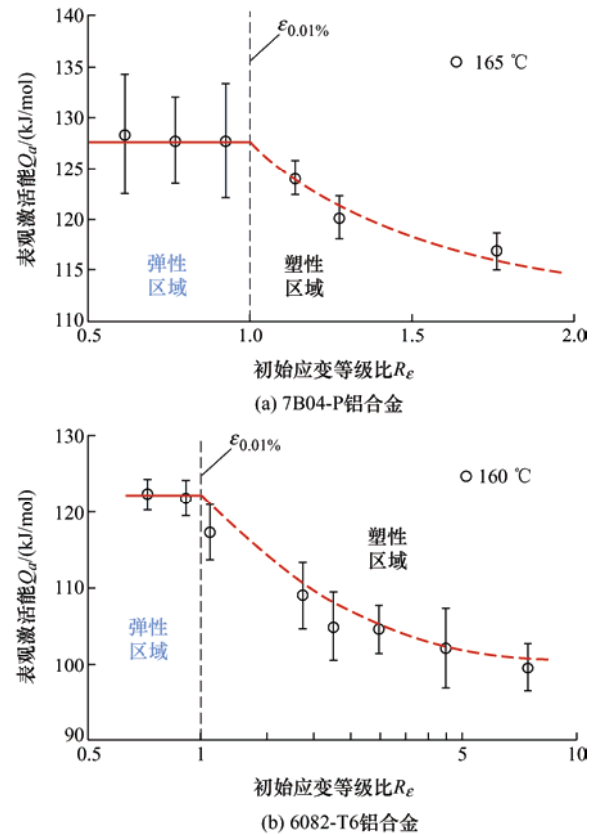 140
135
130
125
120
115
110
表观激活能Qa/(kJ/mol)
ε0.01%
165 ℃
弹性
区域
塑性
区域
0.5
1.0
1.5
2.0
初始应变等级比Rε
(a) 7B04-P铝合金
130
120
110
100
90
表观激活能Qa/(kJ/mol)
ε0.01%
160 ℃
塑性
区域
弹性
区域
0.5
1
5
10
初始应变等级比Rε
(b) 6082-T6铝合金